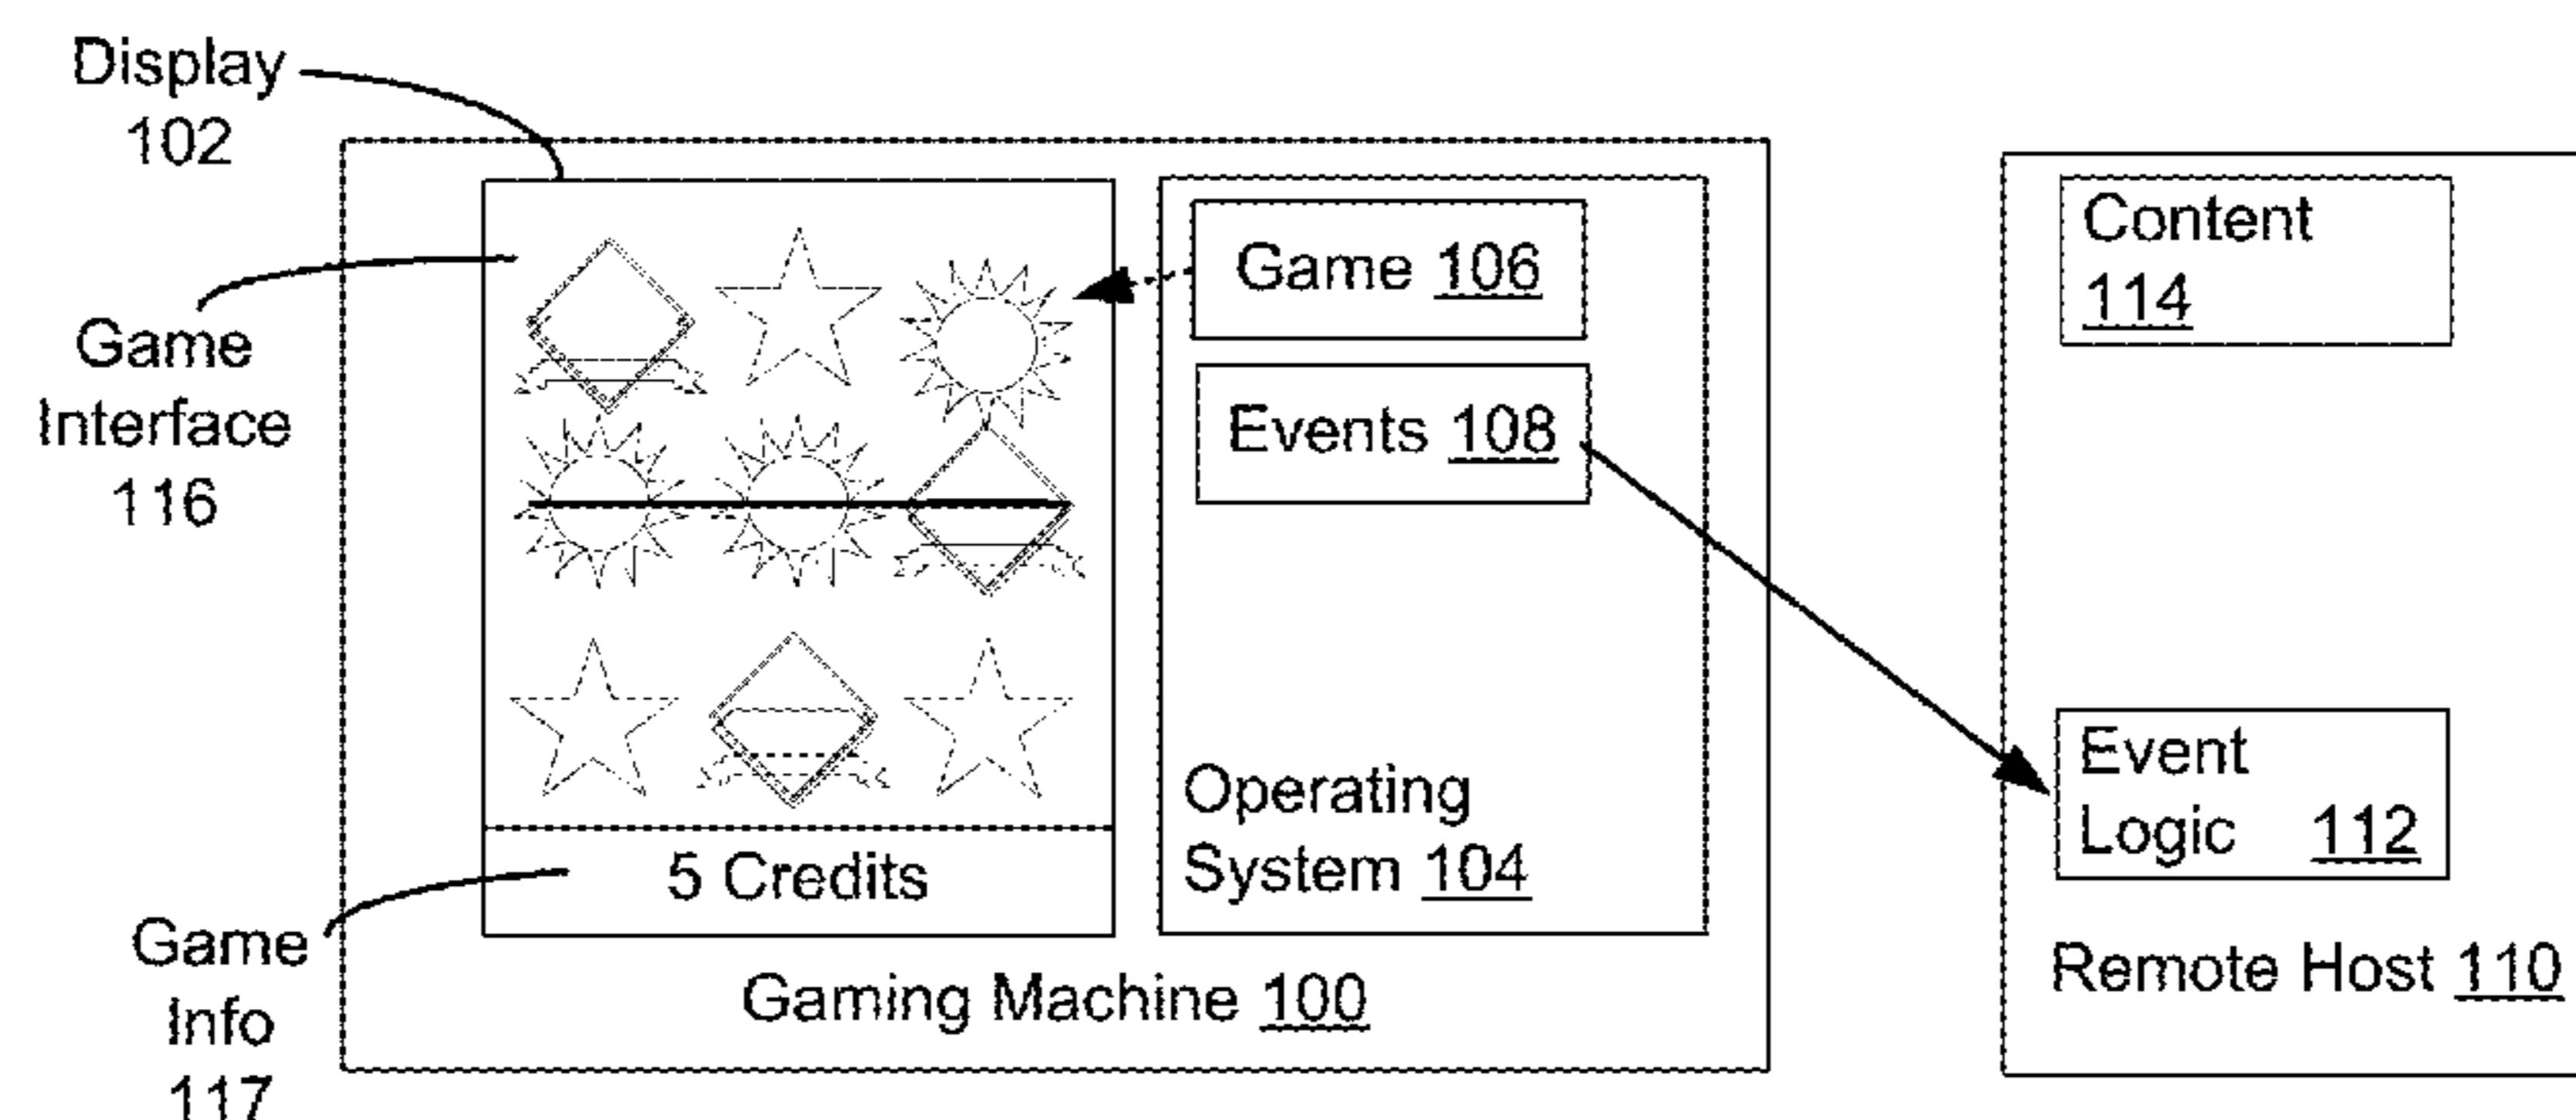 Display
102
Game
Interface
116
Game
Info
117
5 Credits
Game 106
Events 108
Operating
System 104
Gaming Machine 100
Content
114
Event
Logic 112
Remote Host 110